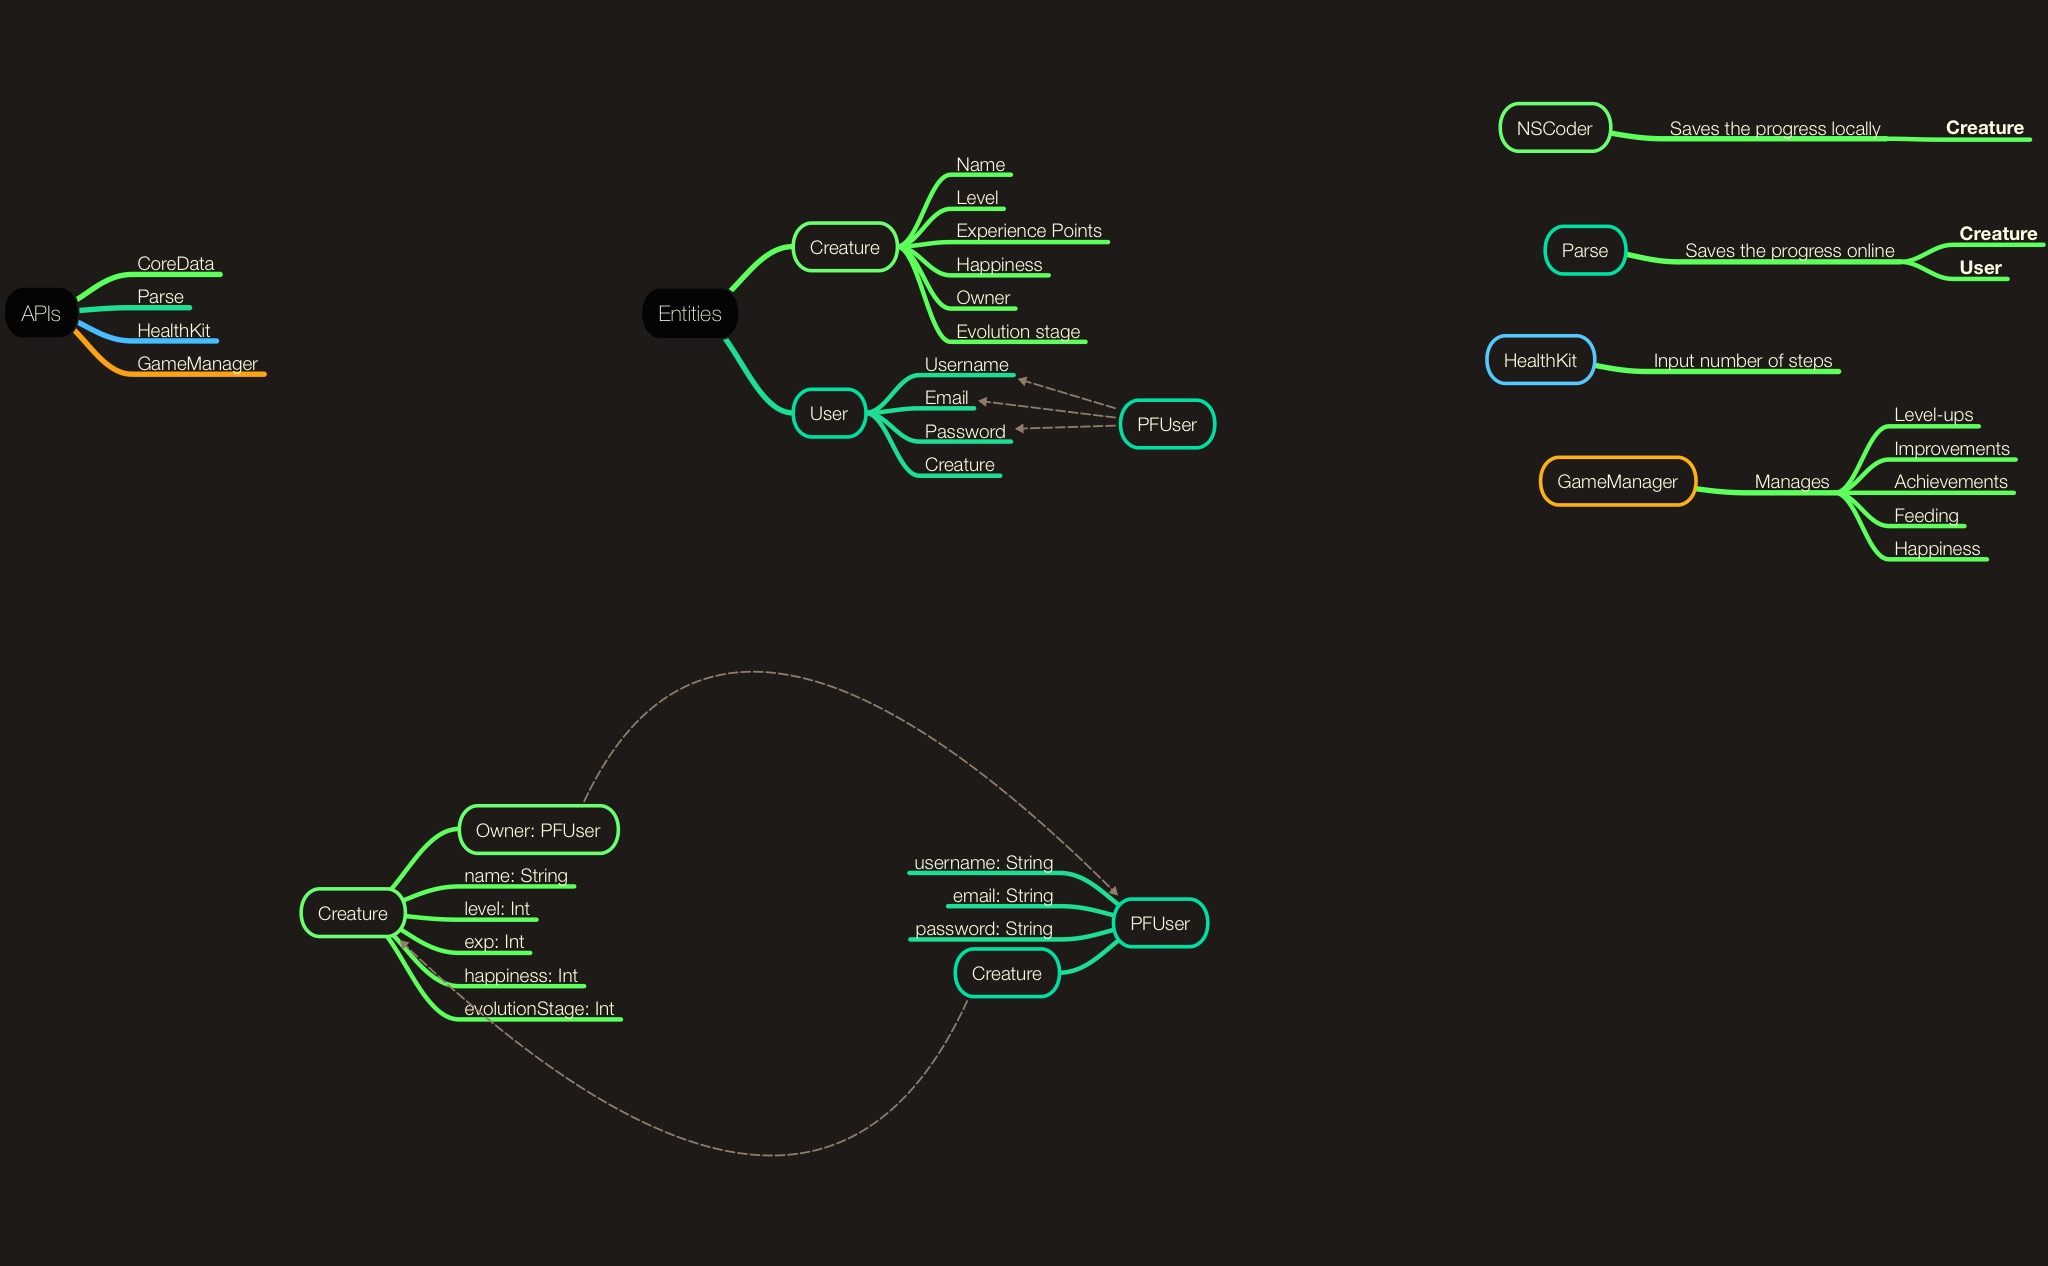 APIs
CoreData
Parse
HealthKit
GameManager
Entities
Creature
Name
Level
Experience Points
Happiness
Owner
Evolution stage
User
Username
Email
Password
Creature
PFUser
NSCoder
Saves the progress locally
Creature
Parse
Saves the progress online
Creature
User
HealthKit
Input number of steps
GameManager
Manages
Level-ups
Improvements
Achievements
Feeding
Happiness
Creature
Owner: PFUser
name: String
level: Int
exp: Int
happiness: Int
evolutionStage: Int
username: String
email: String
password: String
Creature
PFUser